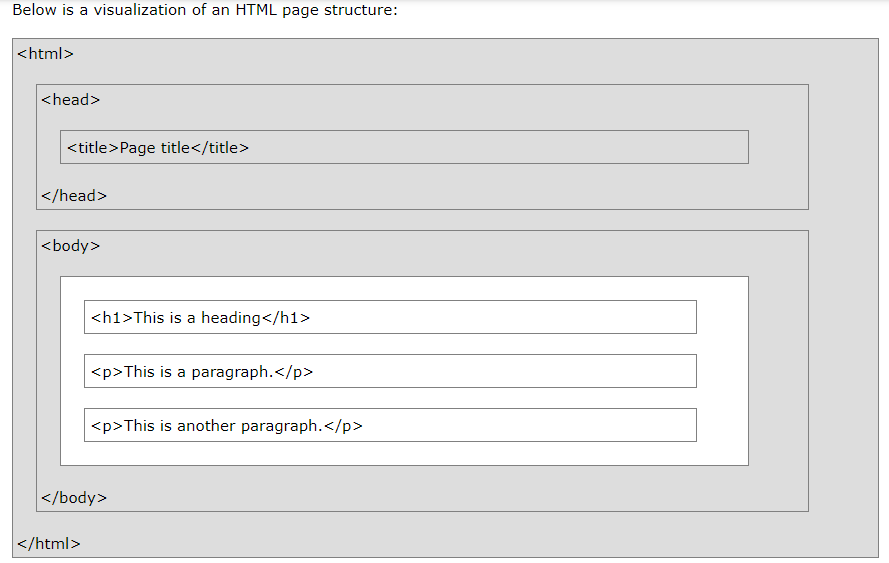 Below is a visualization of an HTML page structure:
<html>
<head>
<title>Page title</title>
</head>
<body>
<h1>This is a heading</h1>
<p>This is a paragraph.</p>
<p>This is another paragraph.</p>
</body>
</html>